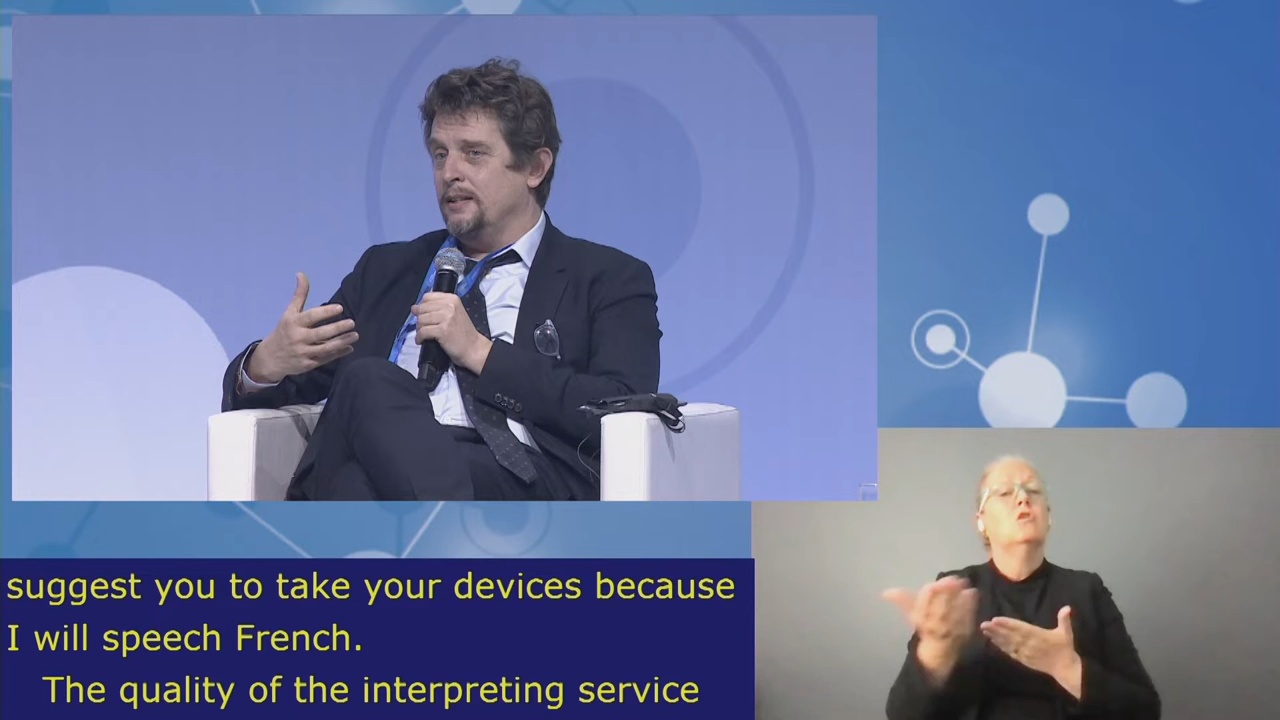 suggest you to take your devices because
I will speech French.
The quality of the interpreting service